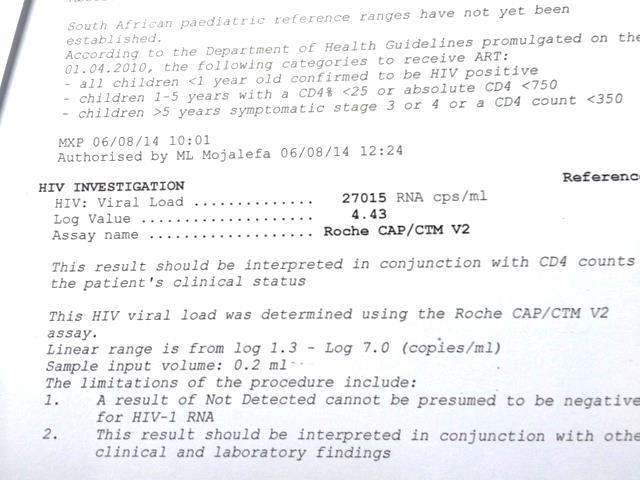 South African paediatric reference ranges have not yet been
established.
According to the Department of Health Guidelines promulgated on the
01.04.2010, the following categories to receive ART:
- all children <1 year old confirmed to be HIV positive
- children 1-5 years with a CD4% <25 or absolute CD4 <750
- children >5 years symptomatic stage 3 or 4 or a CD4 count <350
MXP 06/08/14 10:01
Authorised by ML Mojalefa 06/08/14 12:24
Referenc
HIV INVESTIGATION
HIV: Viral Load .............. 27015 RNA cps/ml
Log Value .................... 4.43
Assay name ................... Roche CAP/CTM V2
This result should be interpreted in conjunction with CD4 counts
the patient's clinical status
This HIV viral load was determined using the Roche CAP/CTM V2
assay.
Linear range is from log 1.3 - Log 7.0 (copies/ml)
Sample input volume: 0.2 ml
The limitations of the procedure include:
1. A result of Not Detected cannot be presumed to be negative
for HIV-1 RNA
2. This result should be interpreted in conjunction with othe
clinical and laboratory findings